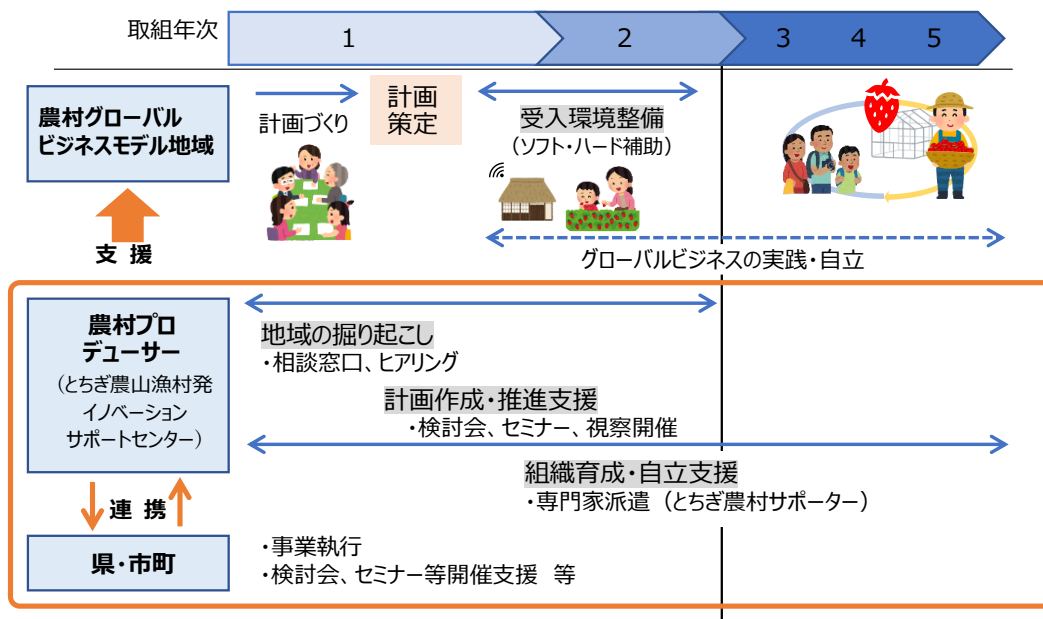 取組年次
1
2
3
4
5
農村グローバル
ビジネスモデル地域
計画づくり
計画
策定
受入環境整備
(ソフト・ハード補助)
グローバルビジネスの実践・自立
支 援
農村プロ
デューサー
(とちぎ農山漁村発
イノベーション
サポートセンター)
地域の掘り起こし
・相談窓口、ヒアリング
計画作成・推進支援
・検討会、セミナー、視察開催
組織育成・自立支援
・専門家派遣（とちぎ農村サポーター）
連 携
県・市町
・事業執行
・検討会、セミナー等開催支援 等